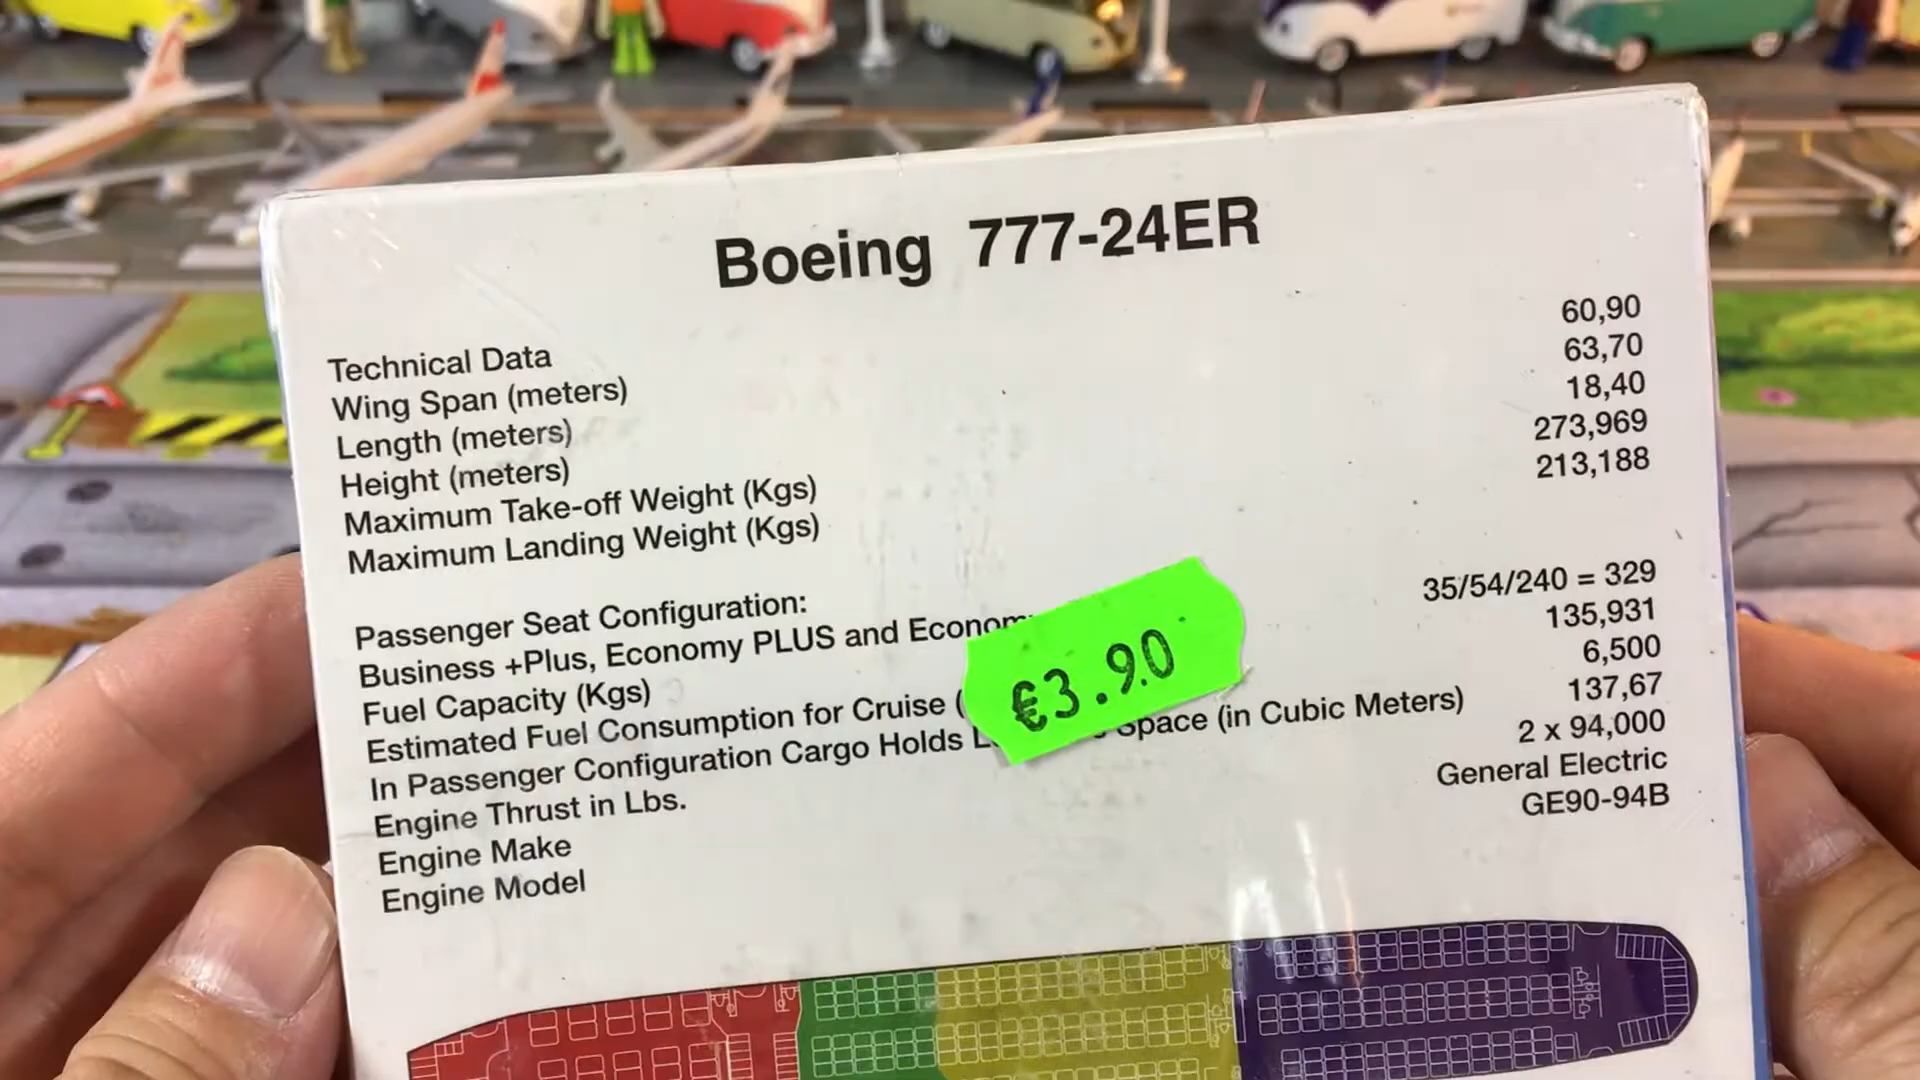 Boeing 777-24ER
Technical Data
Wing Span (meters) 60,90
Length (meters) 63,70
Height (meters) 18,40
Maximum Take-off Weight (Kgs) 273,969
Maximum Landing Weight (Kgs) 213,188
Passenger Seat Configuration:
Business +Plus, Economy PLUS and Econom 35/54/240 = 329
Fuel Capacity (Kgs) 135,931
Estimated Fuel Consumption for Cruise ( 6,500
In Passenger Configuration Cargo Holds Space (in Cubic Meters) 137,67
Engine Thrust in Lbs. 2 x 94,000
Engine Make General Electric
Engine Model GE90-94B
€3.90